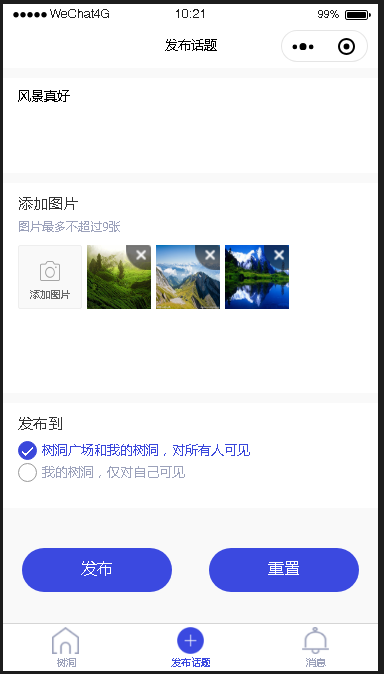 WeChat4G 10:21 99%
发布话题
风景真好
添加图片
图片最多不超过9张
添加图片
发布到
树洞广场和我的树洞，对所有人可见
我的树洞，仅对自己可见
发布 重置
树洞 发布话题 消息